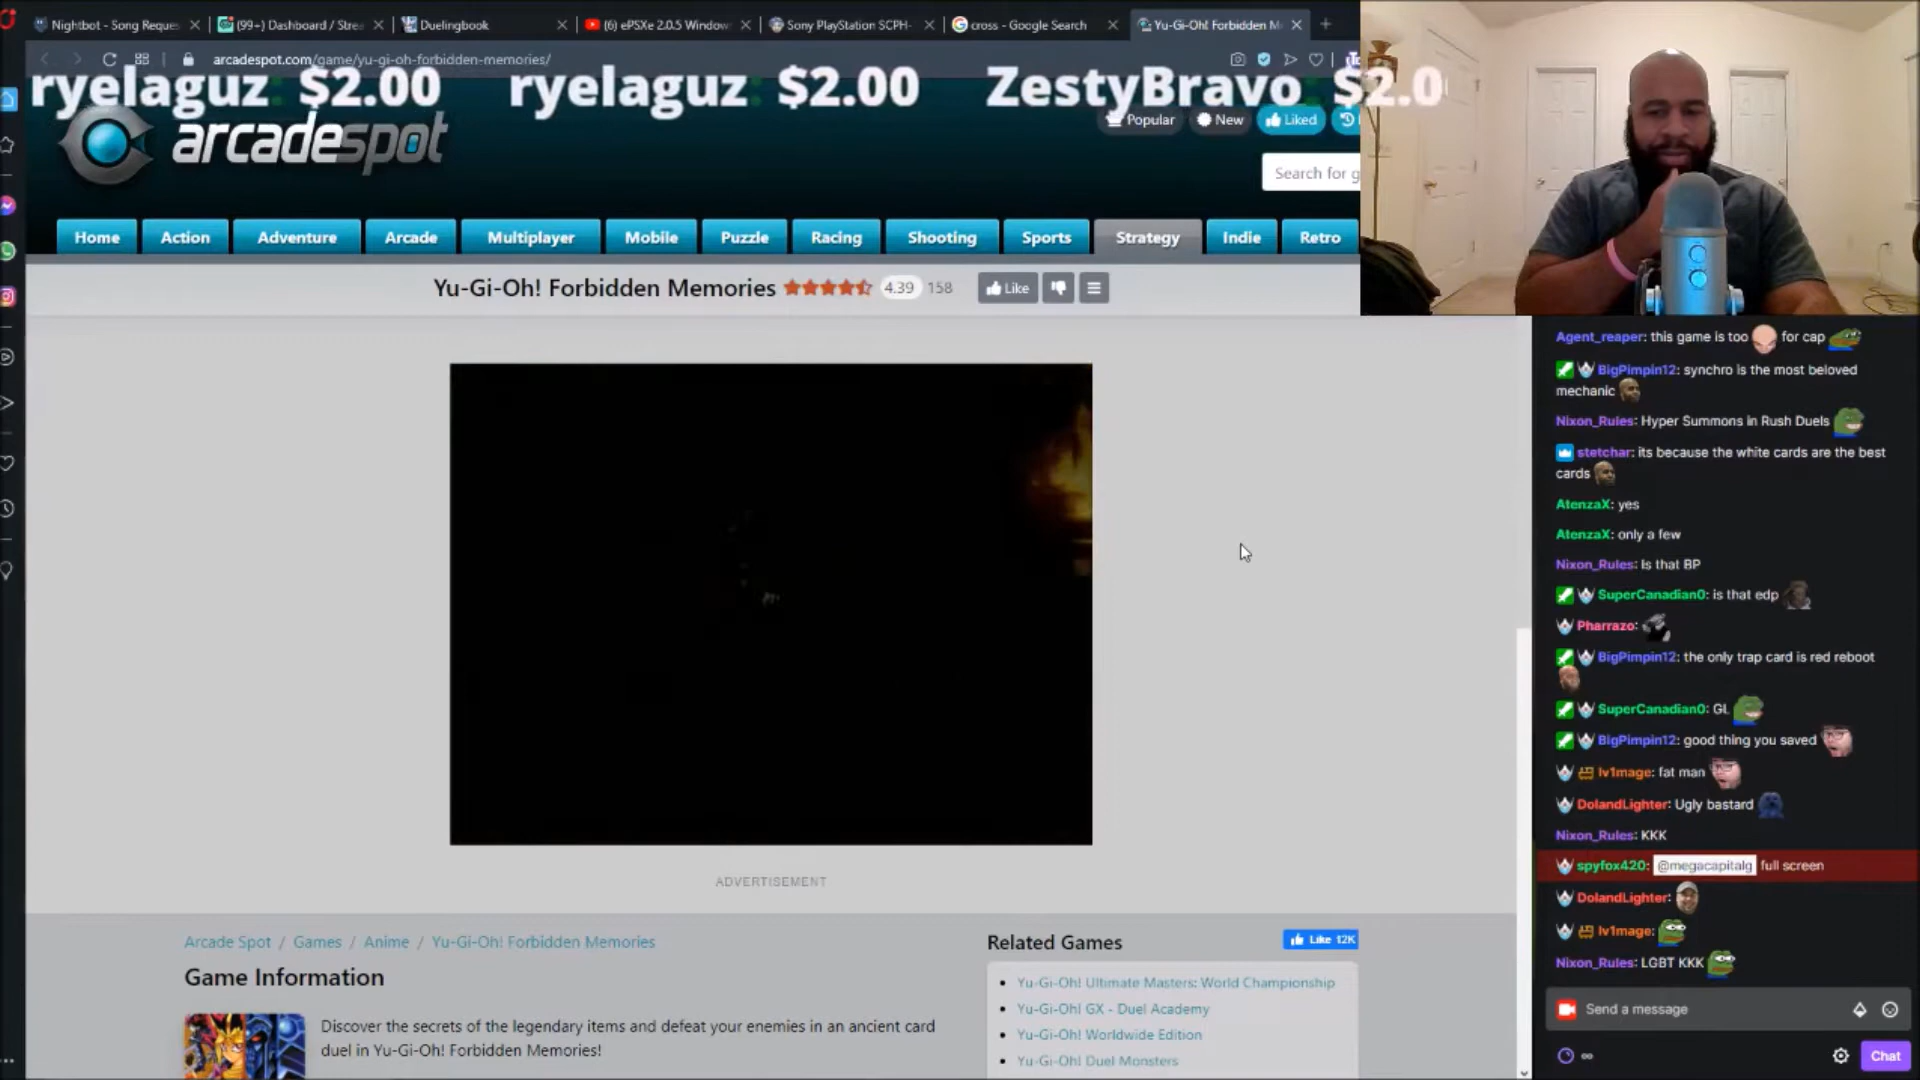 Nightbot - Song Reques
(99+) Dashboard / Strea
Duelingbook
(6) ePSXe 2.0.5 Window
Sony PlayStation SCPH-
cross - Google Search
Yu-Gi-Oh! Forbidden M
arcadespot.com/game/yu-gi-oh-forbidden-memories/
ryelaguz: $2.00 ryelaguz: $2.00 ZestyBravo: $2.0
arcadespot
Popular New Liked
Search for g
Home Action Adventure Arcade Multiplayer Mobile Puzzle Racing Shooting Sports Strategy Indie Retro
Yu-Gi-Oh! Forbidden Memories 4.39 158 Like
Agent_reaper: this game is too for cap
BigPimpin12: synchro is the most beloved
mechanic
Nixon_Rules: Hyper Summons in Rush Duels
stetchar: its because the white cards are the best
cards
AtenzaX: yes
AtenzaX: only a few
Nixon_Rules: Is that BP
SuperCanadian0: is that edp
Pharrazo:
BigPimpin12: the only trap card is red reboot
SuperCanadian0: GL
BigPimpin12: good thing you saved
lv1mage: fat man
DolandLighter: Ugly bastard
Nixon_Rules: KKK
spyfox420: @megacapitalg full screen
DolandLighter:
lv1mage:
Nixon_Rules: LGBT KKK
Send a message
∞
Chat
ADVERTISEMENT
Arcade Spot / Games / Anime / Yu-Gi-Oh! Forbidden Memories
Game Information
Discover the secrets of the legendary items and defeat your enemies in an ancient card
duel in Yu-Gi-Oh! Forbidden Memories!
Related Games
Like 12K
Yu-Gi-Oh! Ultimate Masters: World Championship
Yu-Gi-Oh! GX - Duel Academy
Yu-Gi-Oh! Worldwide Edition
Yu-Gi-Oh! Duel Monsters